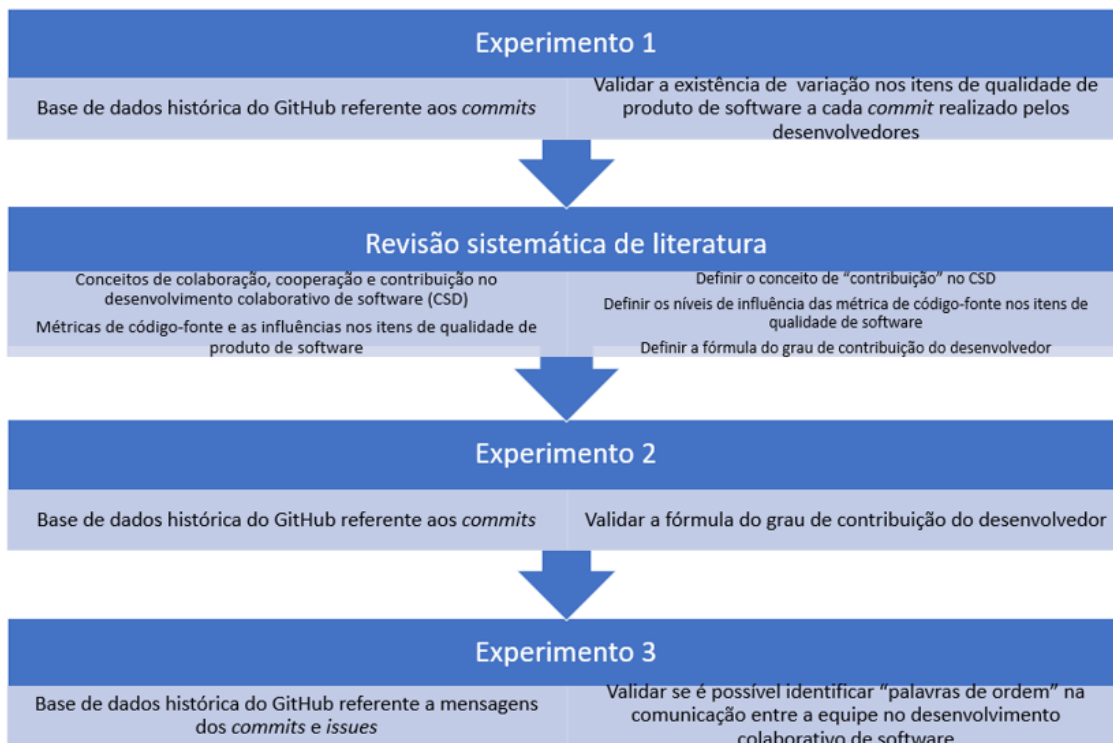 Experimento 1
Base de dados histórica do GitHub referente aos commits
Validar a existência de variação nos itens de qualidade de
produto de software a cada commit realizado pelos
desenvolvedores
Revisão sistemática de literatura
Conceitos de colaboração, cooperação e contribuição no
desenvolvimento colaborativo de software (CSD)
Métricas de código-fonte e as influências nos itens de qualidade de
produto de software
Definir o conceito de “contribuição” no CSD
Definir os níveis de influência das métrica de código-fonte nos itens de
qualidade de software
Definir a fórmula do grau de contribuição do desenvolvedor
Experimento 2
Base de dados histórica do GitHub referente aos commits
Validar a fórmula do grau de contribuição do desenvolvedor
Experimento 3
Base de dados histórica do GitHub referente a mensagens
dos commits e issues
Validar se é possível identificar “palavras de ordem” na
comunicação entre a equipe no desenvolvimento
colaborativo de software